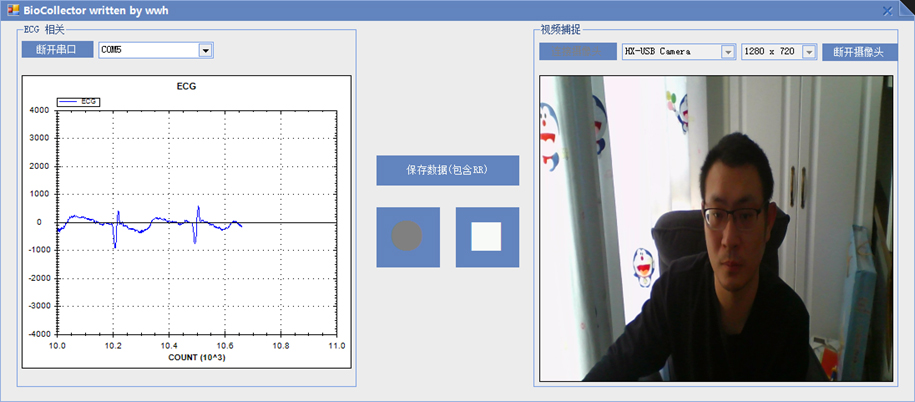 BioCollector written by wwh
ECG 相关
断开串口
COM5
ECG
ECG
4000
3000
2000
1000
0
-1000
-2000
-3000
-4000
10.0 10.2 10.4 10.6 10.8 11.0
COUNT (10^3)
保存数据(包含RR)
视频捕捉
HX-USB Camera
1280 x 720
断开摄像头